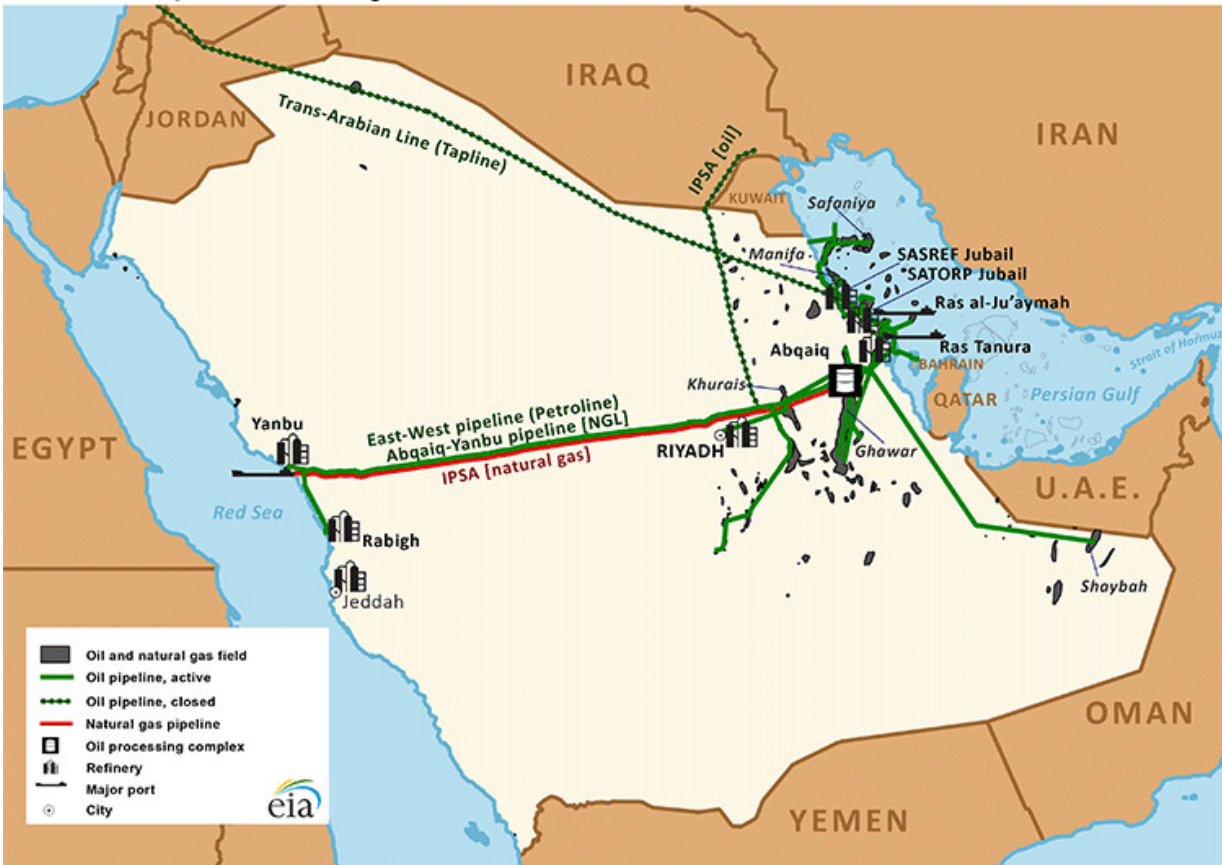 IRAQ
IRAN
JORDAN
Trans-Arabian Line (Tapline)
IPSA [oil]
KUWAIT
Safaniya
Manifa
SASREF Jubail
SATORP Jubail
Ras al-Ju'aymah
Ras Tanura
Strait of Hormuz
Abqaiq
BAHRAIN
Khurais
QATAR
Persian Gulf
EGYPT
Yanbu
East-West pipeline (Petroline)
Abqaiq-Yanbu pipeline [NGL]
IPSA [natural gas]
RIYADH
Ghawar
U.A.E.
Red Sea
Rabigh
Shaybah
Jeddah
Oil and natural gas field
Oil pipeline, active
Oil pipeline, closed
Natural gas pipeline
Oil processing complex
Refinery
Major port
City
eia
OMAN
YEMEN